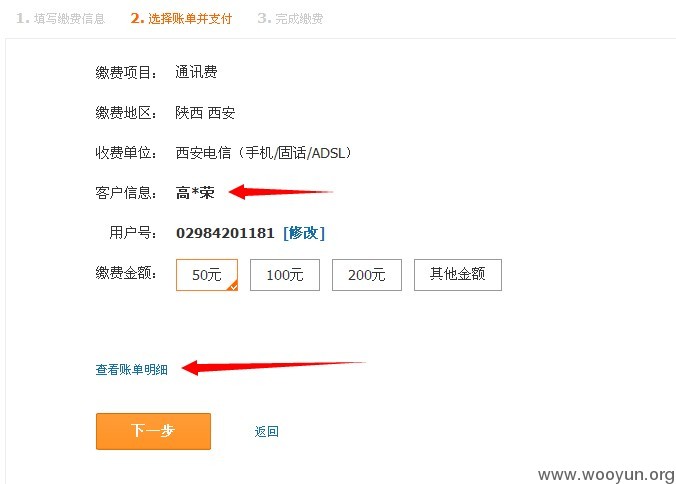 1. 填写缴费信息 2. 选择账单并支付 3. 完成缴费
缴费项目： 通讯费
缴费地区： 陕西 西安
收费单位： 西安电信（手机/固话/ADSL）
客户信息： 高*荣
用户号： 02984201181 [修改]
缴费金额： 50元 100元 200元 其他金额
查看账单明细
下一步 返回
www.wooyun.org